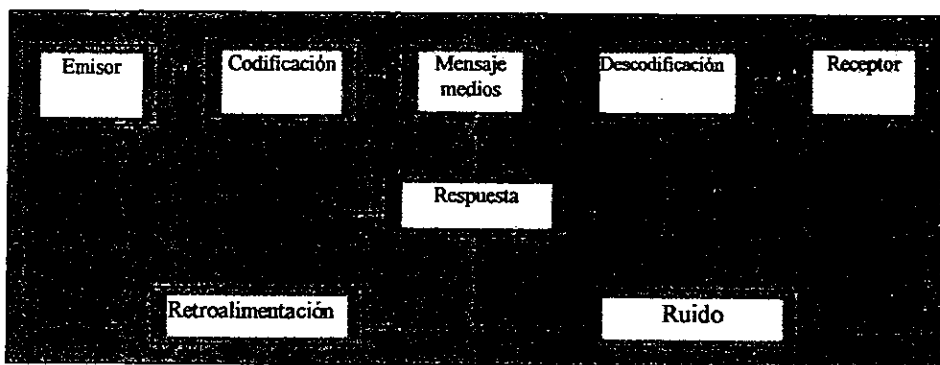 Emisor
Codificación
Mensaje
medios
Descodificación
Receptor
Respuesta
Retroalimentación
Ruido